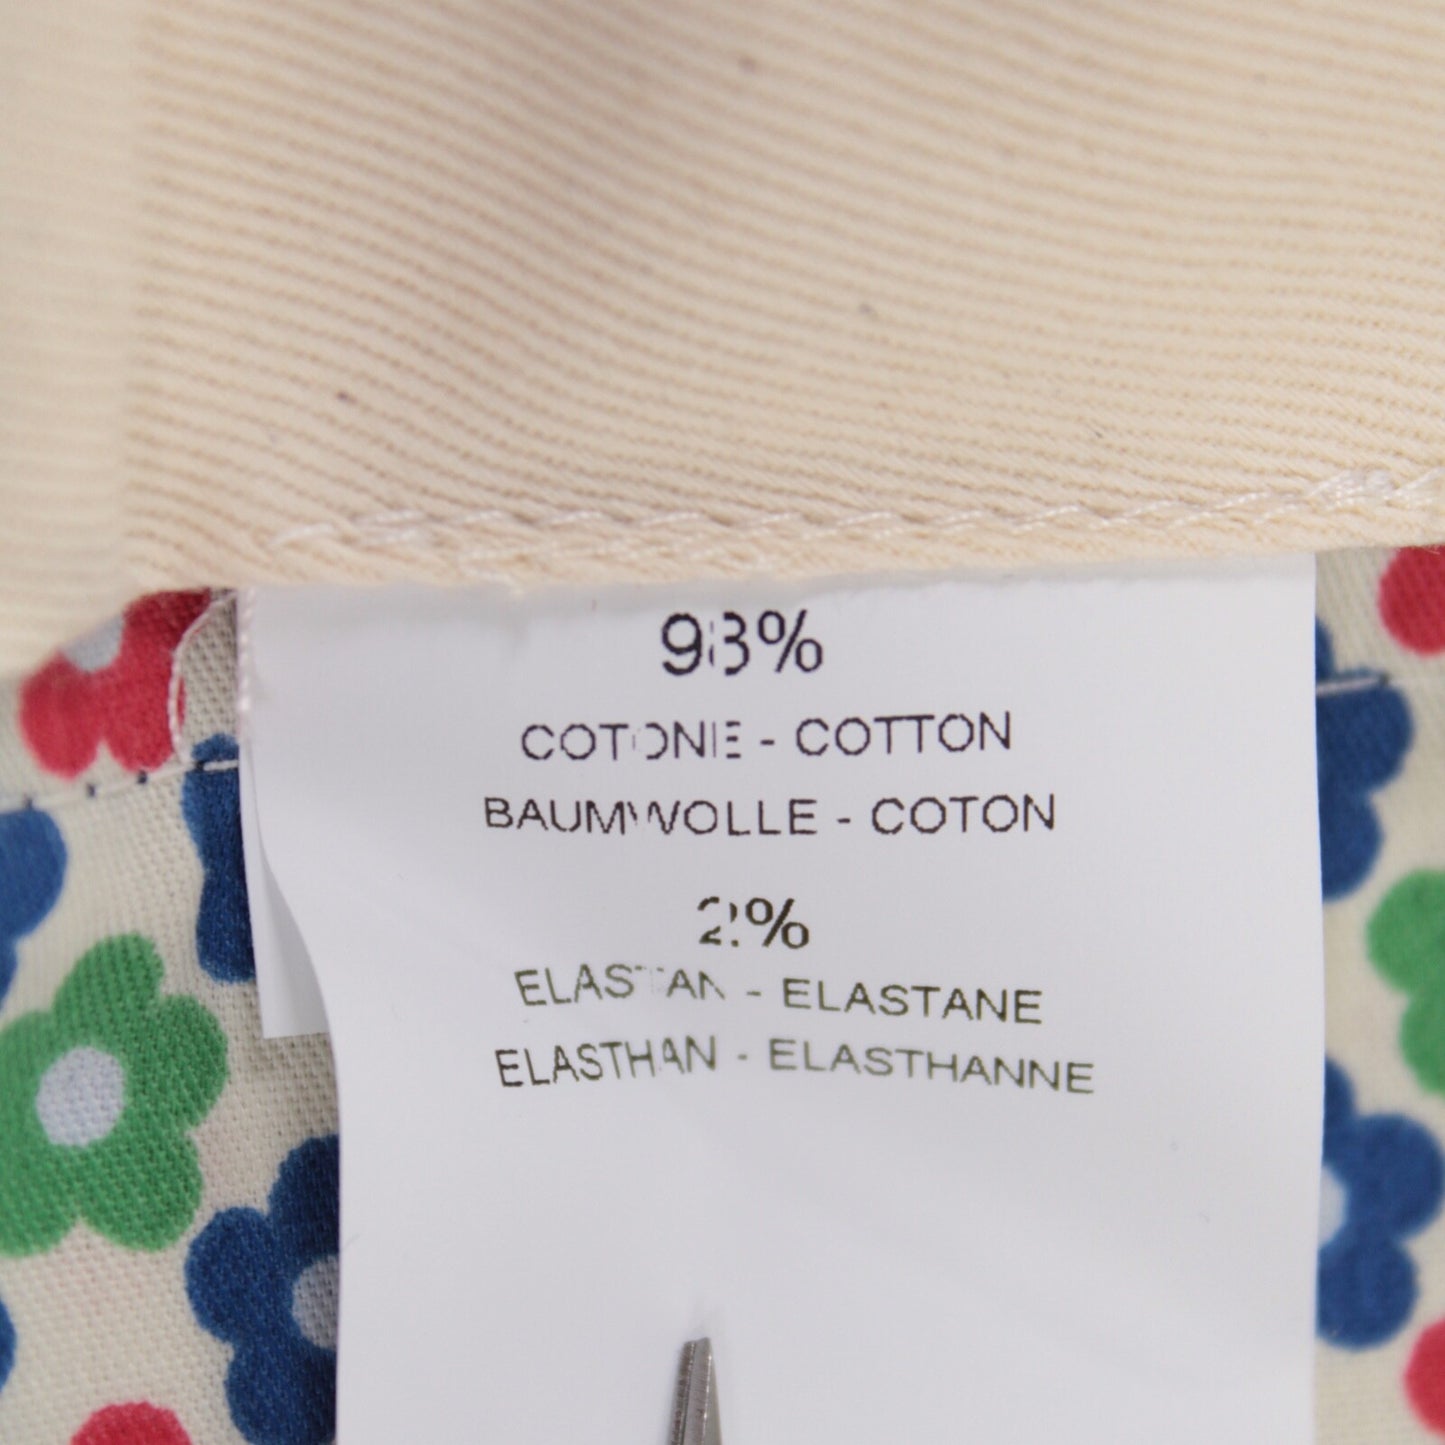 98%
COTONE - COTTON
BAUMWOLLE - COTON
2%
ELASTAN - ELASTANE
ELASTHAN - ELASTHANNE